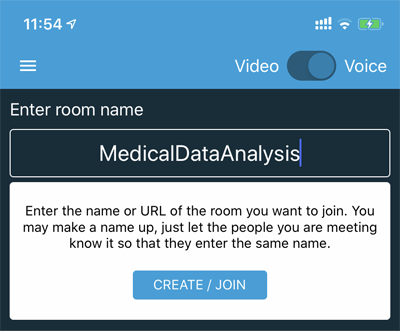 11:54
Video Voice
Enter room name
MedicalDataAnalysis
Enter the name or URL of the room you want to join. You
may make a name up, just let the people you are meeting
know it so that they enter the same name.
CREATE / JOIN